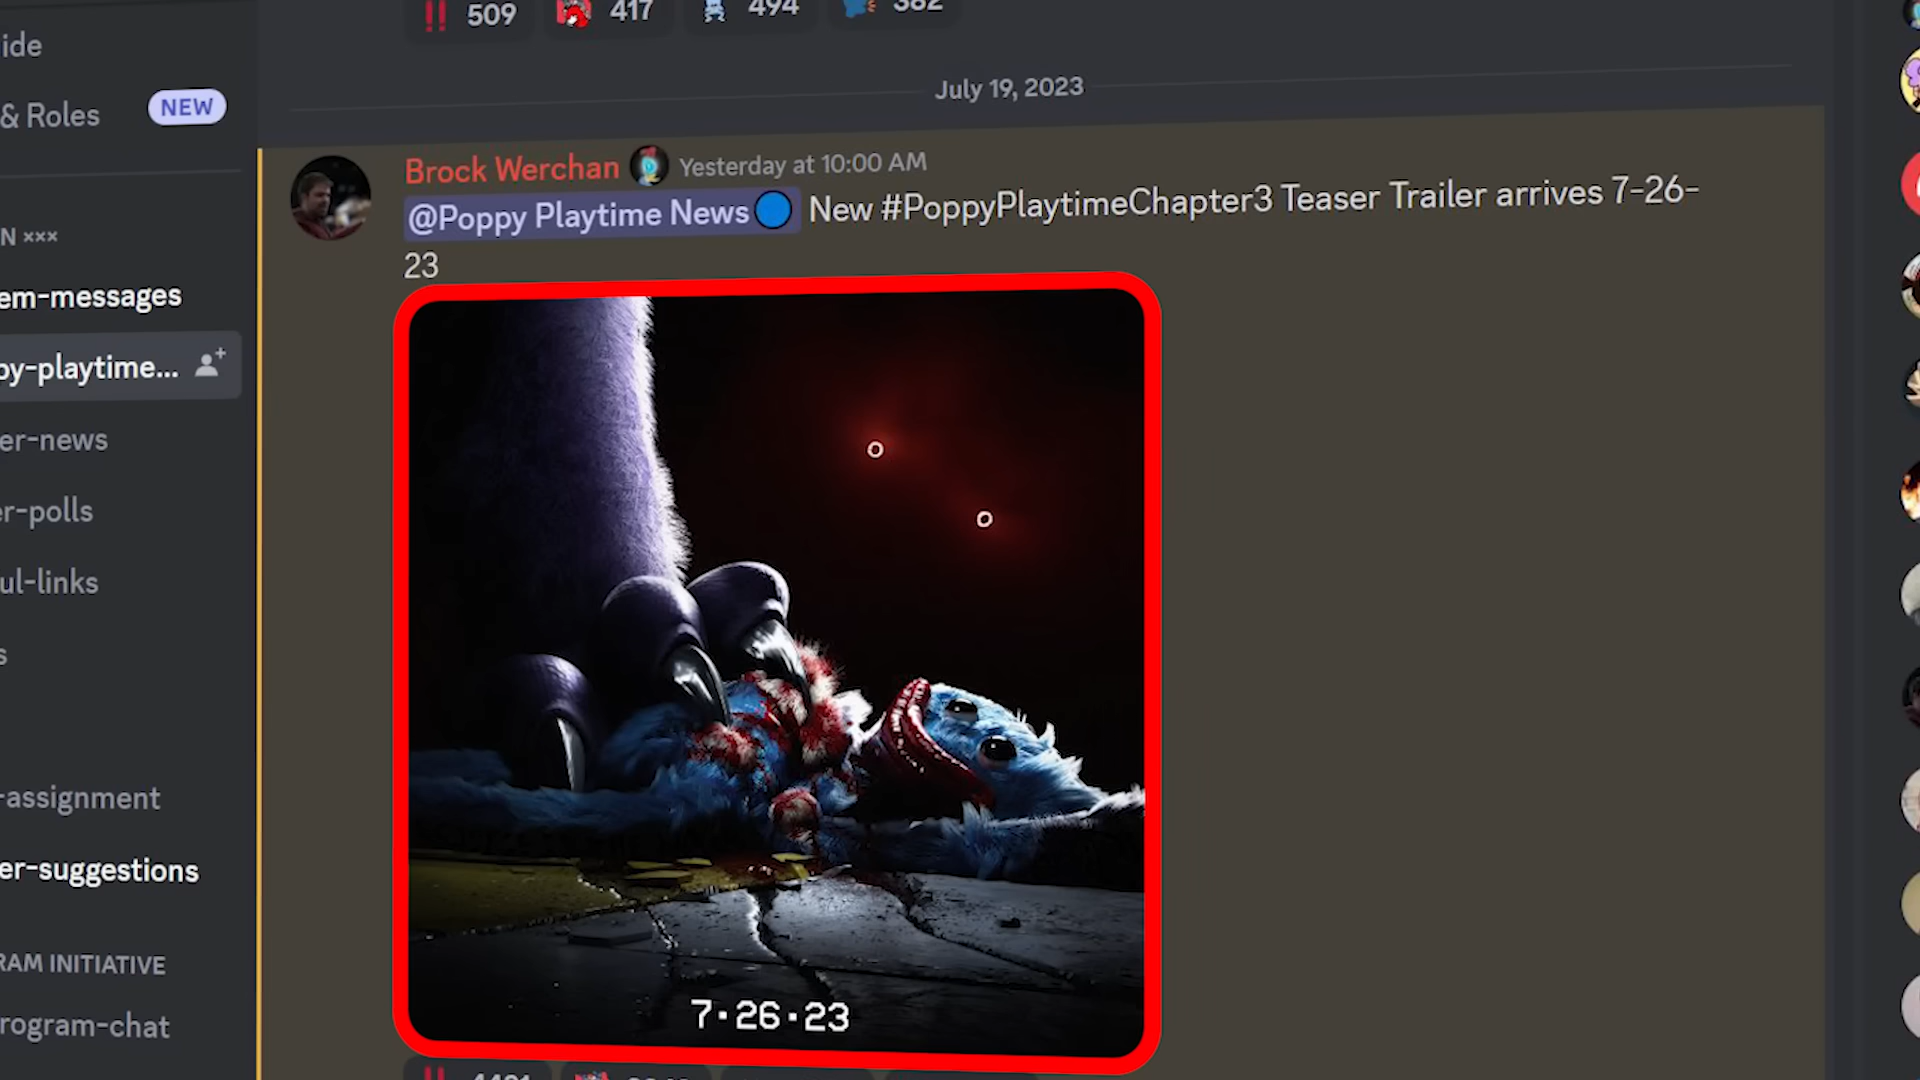 509 417 494 382
July 19, 2023
ide
& Roles NEW
Brock Werchan Yesterday at 10:00 AM
@Poppy Playtime News New #PoppyPlaytimeChapter3 Teaser Trailer arrives 7-26-
23
N ×××
em-messages
py-playtime...
er-news
er-polls
ul-links
s
-assignment
er-suggestions
RAM INITIATIVE
rogram-chat
7·26·23